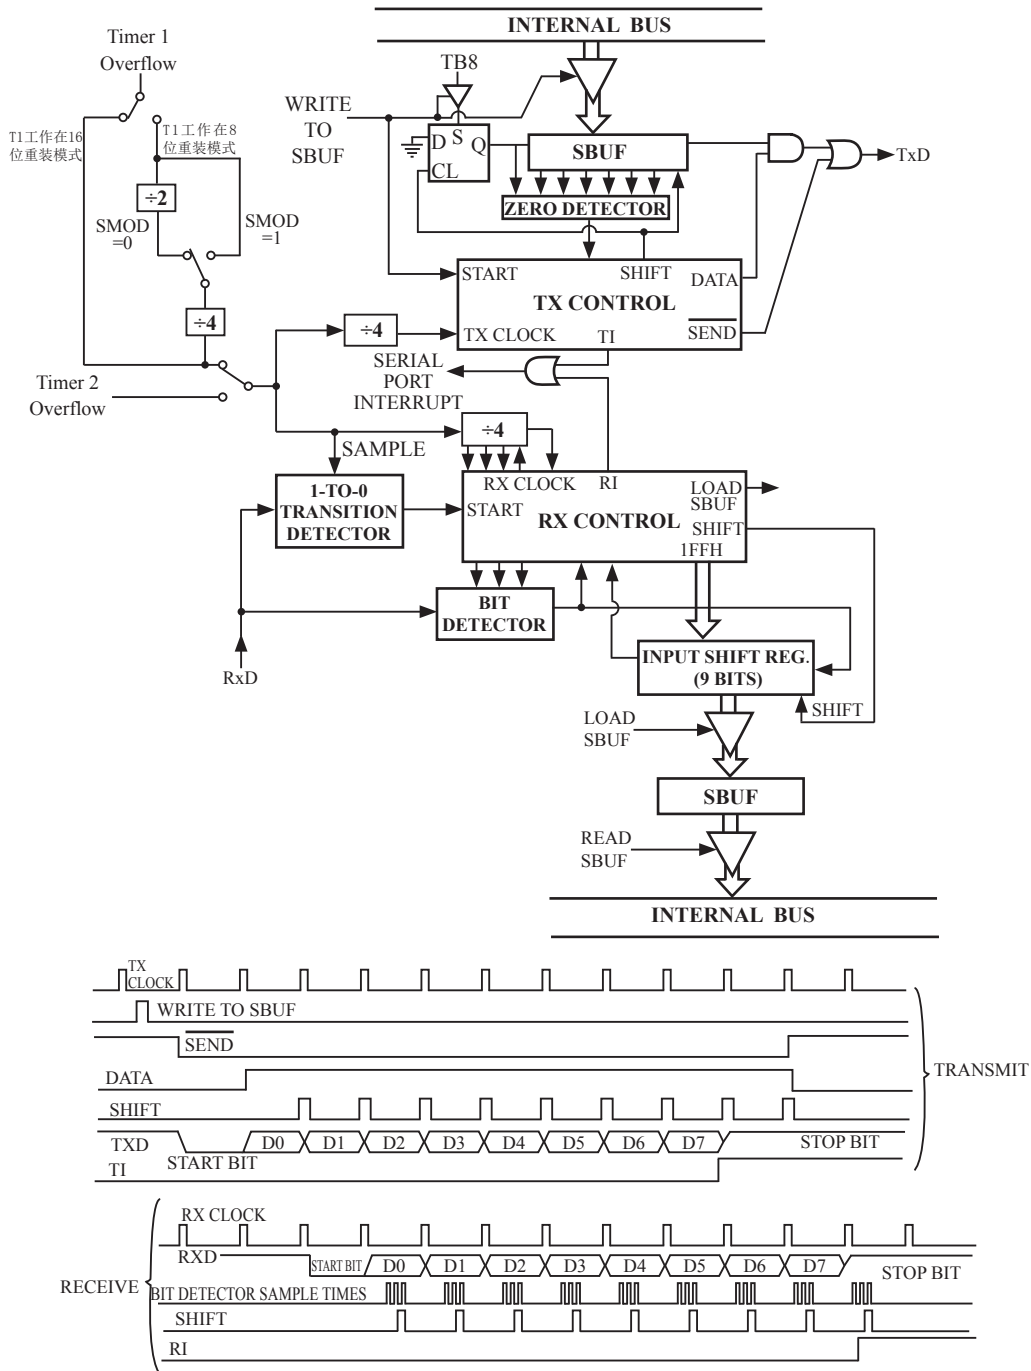 INTERNAL BUS
Timer 1
Overflow
TB8
WRITE
TO
SBUF
T1工作在16
位重装模式
T1工作在8
位重装模式
D S Q
CL
SBUF
TxD
÷2
ZERO DETECTOR
SMOD
=0
SMOD
=1
START
SHIFT
DATA
TX CONTROL
÷4
÷4
TX CLOCK
TI
SEND
SERIAL
PORT
INTERRUPT
Timer 2
Overflow
÷4
SAMPLE
1-TO-0
TRANSITION
DETECTOR
RX CLOCK
RI
START
RX CONTROL
LOAD
SBUF
SHIFT
1FFH
BIT
DETECTOR
RxD
INPUT SHIFT REG.
(9 BITS)
SHIFT
LOAD
SBUF
SBUF
READ
SBUF
INTERNAL BUS
TX
CLOCK
WRITE TO SBUF
SEND
DATA
TRANSMIT
SHIFT
TXD
START BIT
D0 D1 D2 D3 D4 D5 D6 D7
STOP BIT
TI
RX CLOCK
RXD
START BIT
D0 D1 D2 D3 D4 D5 D6 D7
STOP BIT
RECEIVE
BIT DETECTOR SAMPLE TIMES
SHIFT
RI